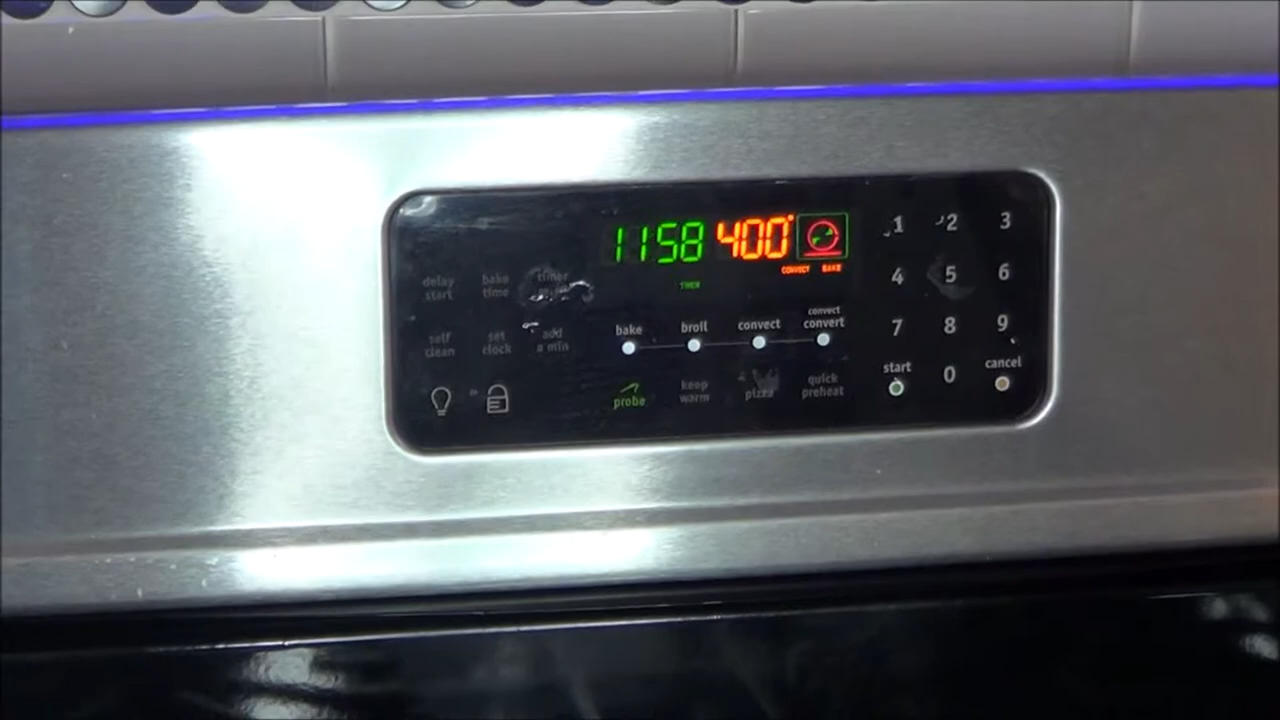 1158 400°
CONVECT BAKE
TIMER
delay start
bake time
timer
self clean
set clock
add a min
bake
broil
convect
convect convert
probe
keep warm
pizza
quick preheat
1 2 3
4 5 6
7 8 9
start 0 cancel